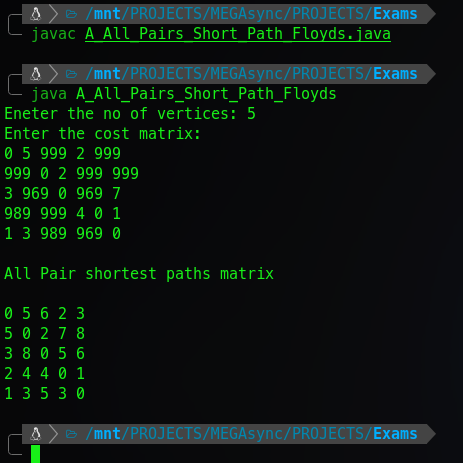 /mnt/PROJECTS/MEGAsync/PROJECTS/Exams
javac A_All_Pairs_Short_Path_Floyds.java
/mnt/PROJECTS/MEGAsync/PROJECTS/Exams
java A_All_Pairs_Short_Path_Floyds
Eneter the no of vertices: 5
Enter the cost matrix:
0 5 999 2 999
999 0 2 999 999
3 969 0 969 7
989 999 4 0 1
1 3 989 969 0
All Pair shortest paths matrix
0 5 6 2 3
5 0 2 7 8
3 8 0 5 6
2 4 4 0 1
1 3 5 3 0
/mnt/PROJECTS/MEGAsync/PROJECTS/Exams